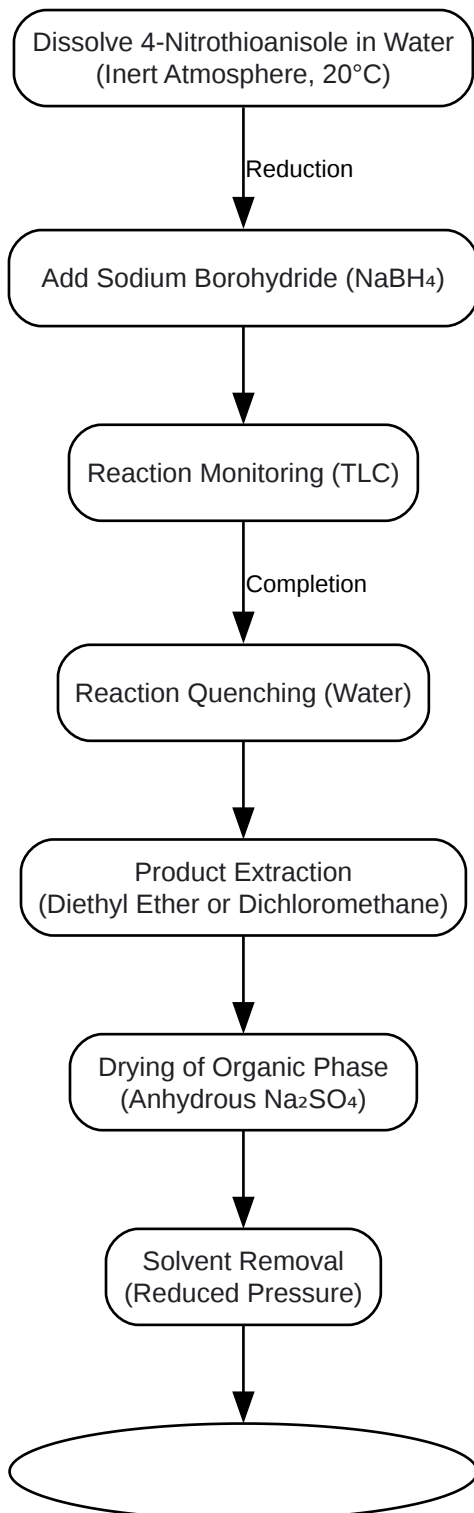 Dissolve 4-Nitrothioanisole in Water
(Inert Atmosphere, 20°C)
Reduction
Add Sodium Borohydride (NaBH₄)
Reaction Monitoring (TLC)
Completion
Reaction Quenching (Water)
Product Extraction
(Diethyl Ether or Dichloromethane)
Drying of Organic Phase
(Anhydrous Na₂SO₄)
Solvent Removal
(Reduced Pressure)